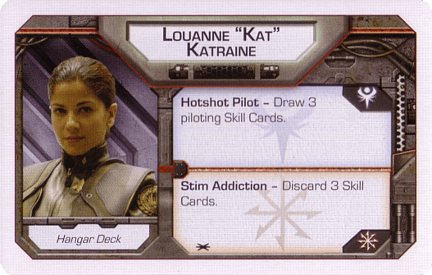 Louanne “Kat”
Katraine
Hotshot Pilot – Draw 3
piloting Skill Cards.
Stim Addiction – Discard 3 Skill
Cards.
Hangar Deck